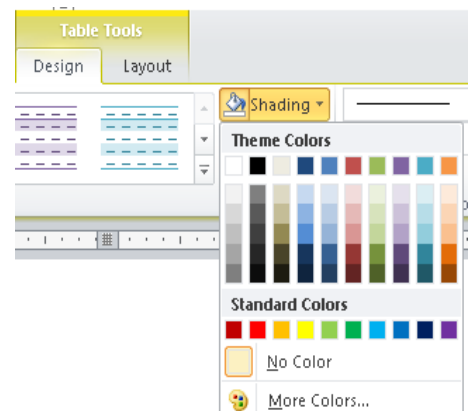 Table Tools
Design Layout
Shading
Theme Colors
Standard Colors
No Color
More Colors...